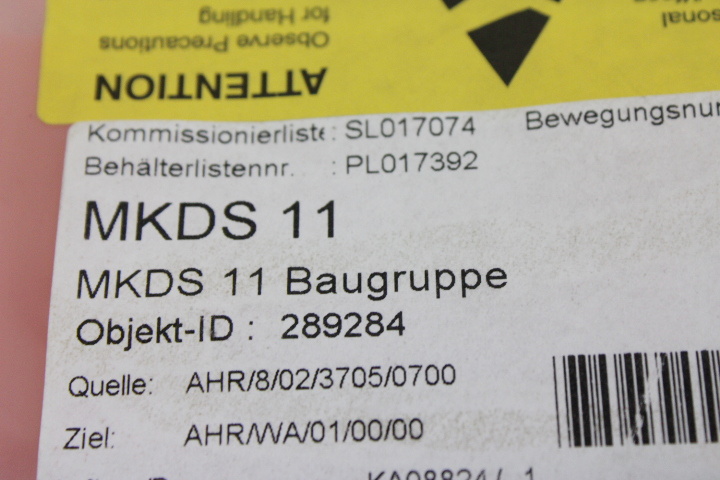 for Handling
Observe Precautions
ATTENTION
Kommissionierliste : SL017074 Bewegungsnu
Behälterlistennr. : PL017392
MKDS 11
MKDS 11 Baugruppe
Objekt-ID : 289284
Quelle: AHR/8/02/3705/0700
Ziel: AHR/WA/01/00/00